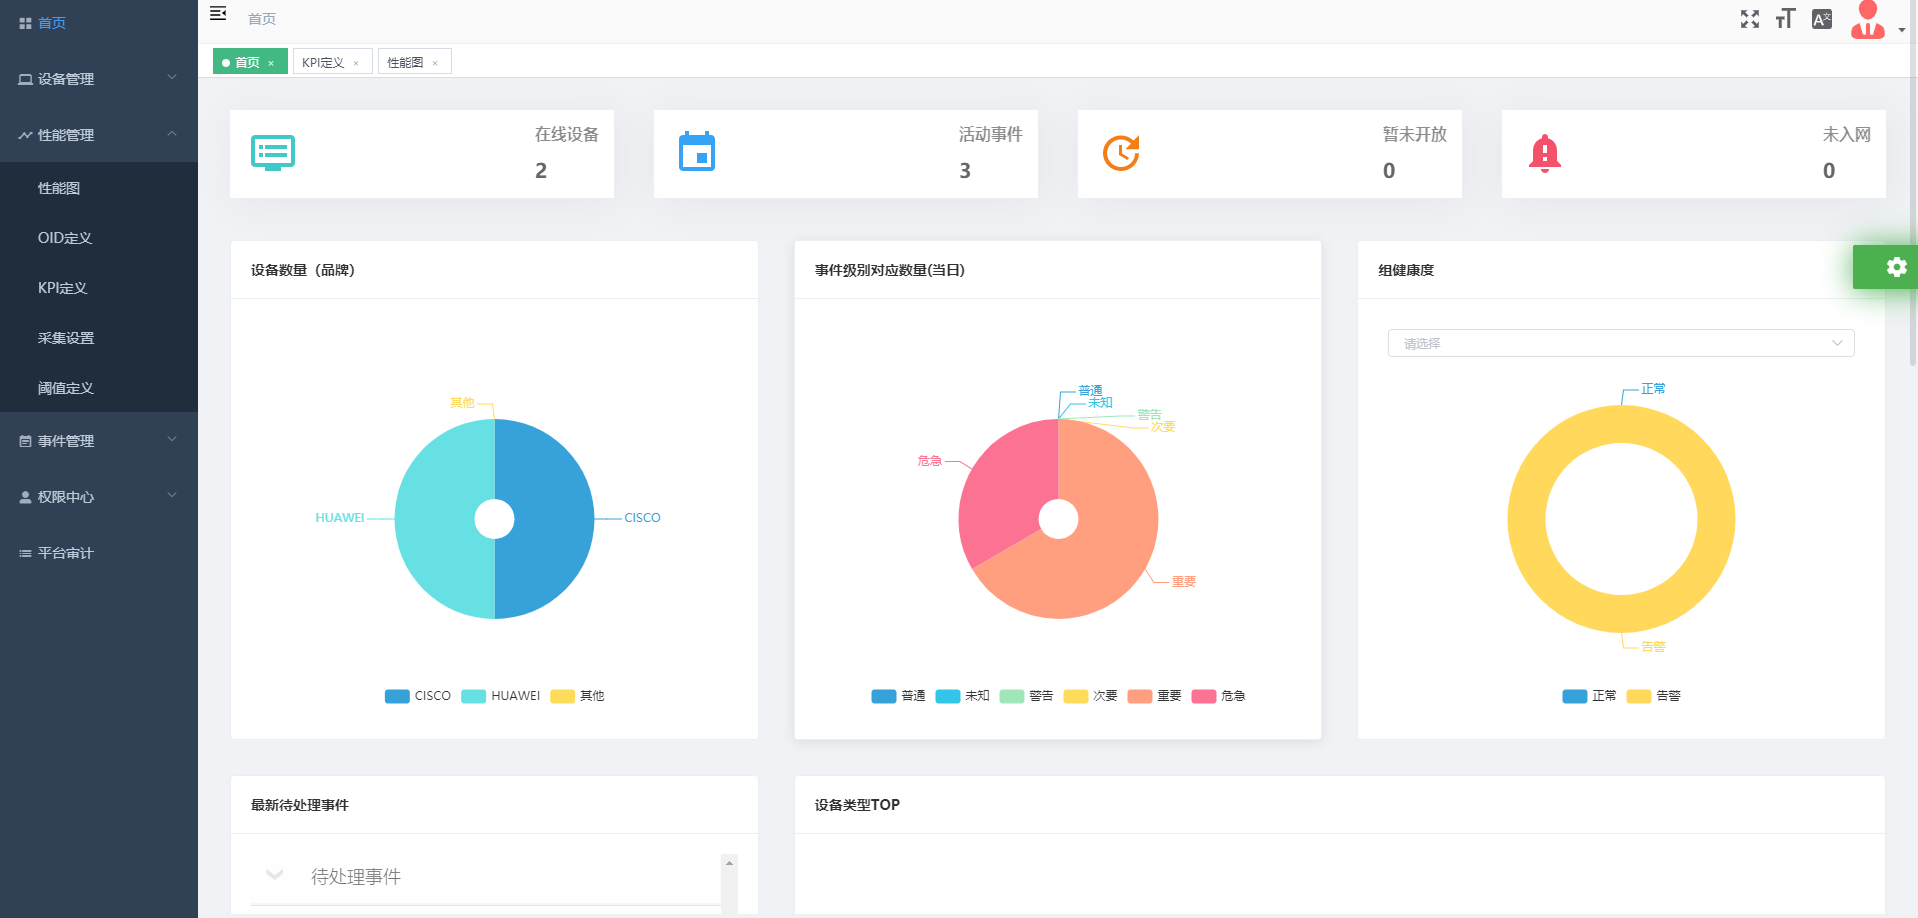 首页
设备管理
性能管理
性能图
OID定义
KPI定义
采集设置
阈值定义
事件管理
权限中心
平台审计
首页
首页 × KPI定义 × 性能图 ×
在线设备
2
活动事件
3
暂未开放
0
未入网
0
设备数量（品牌）
其他
HUAWEI
CISCO
CISCO HUAWEI 其他
事件级别对应数量(当日)
普通
未知
警告
次要
危急
重要
普通 未知 警告 次要 重要 危急
组健康度
请选择
正常
告警
正常 告警
最新待处理事件
待处理事件
设备类型TOP